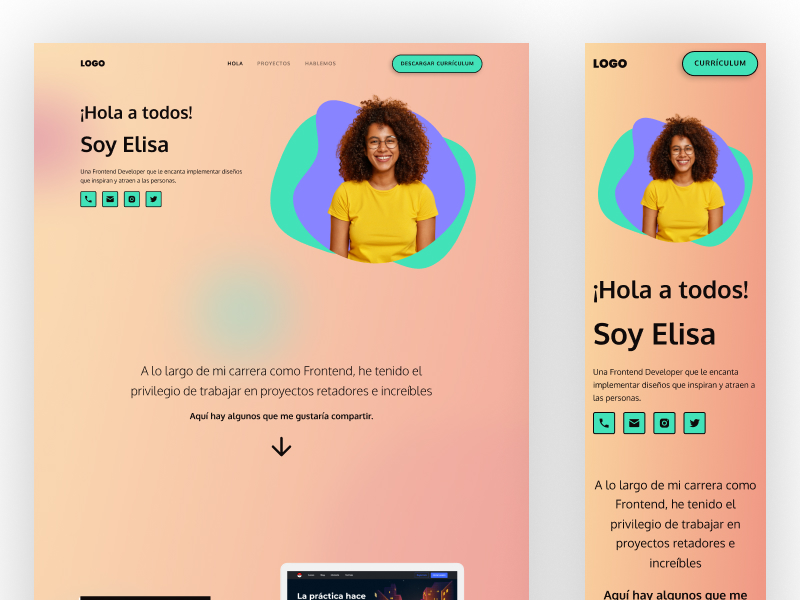 LOGO
HOLA
PROYECTOS
HABLEMOS
DESCARGAR CURRÍCULUM
¡Hola a todos!
Soy Elisa
Una Frontend Developer que le encanta implementar diseños
que inspiran y atraen a las personas.
A lo largo de mi carrera como Frontend, he tenido el
privilegio de trabajar en proyectos retadores e increíbles
Aquí hay algunos que me gustaría compartir.
La práctica hace
LOGO
CURRÍCULUM
¡Hola a todos!
Soy Elisa
Una Frontend Developer que le encanta
implementar diseños que inspiran y atraen a
las personas.
A lo largo de mi carrera como
Frontend, he tenido el
privilegio de trabajar en
proyectos retadores e
increíbles
Aquí hay algunos que me